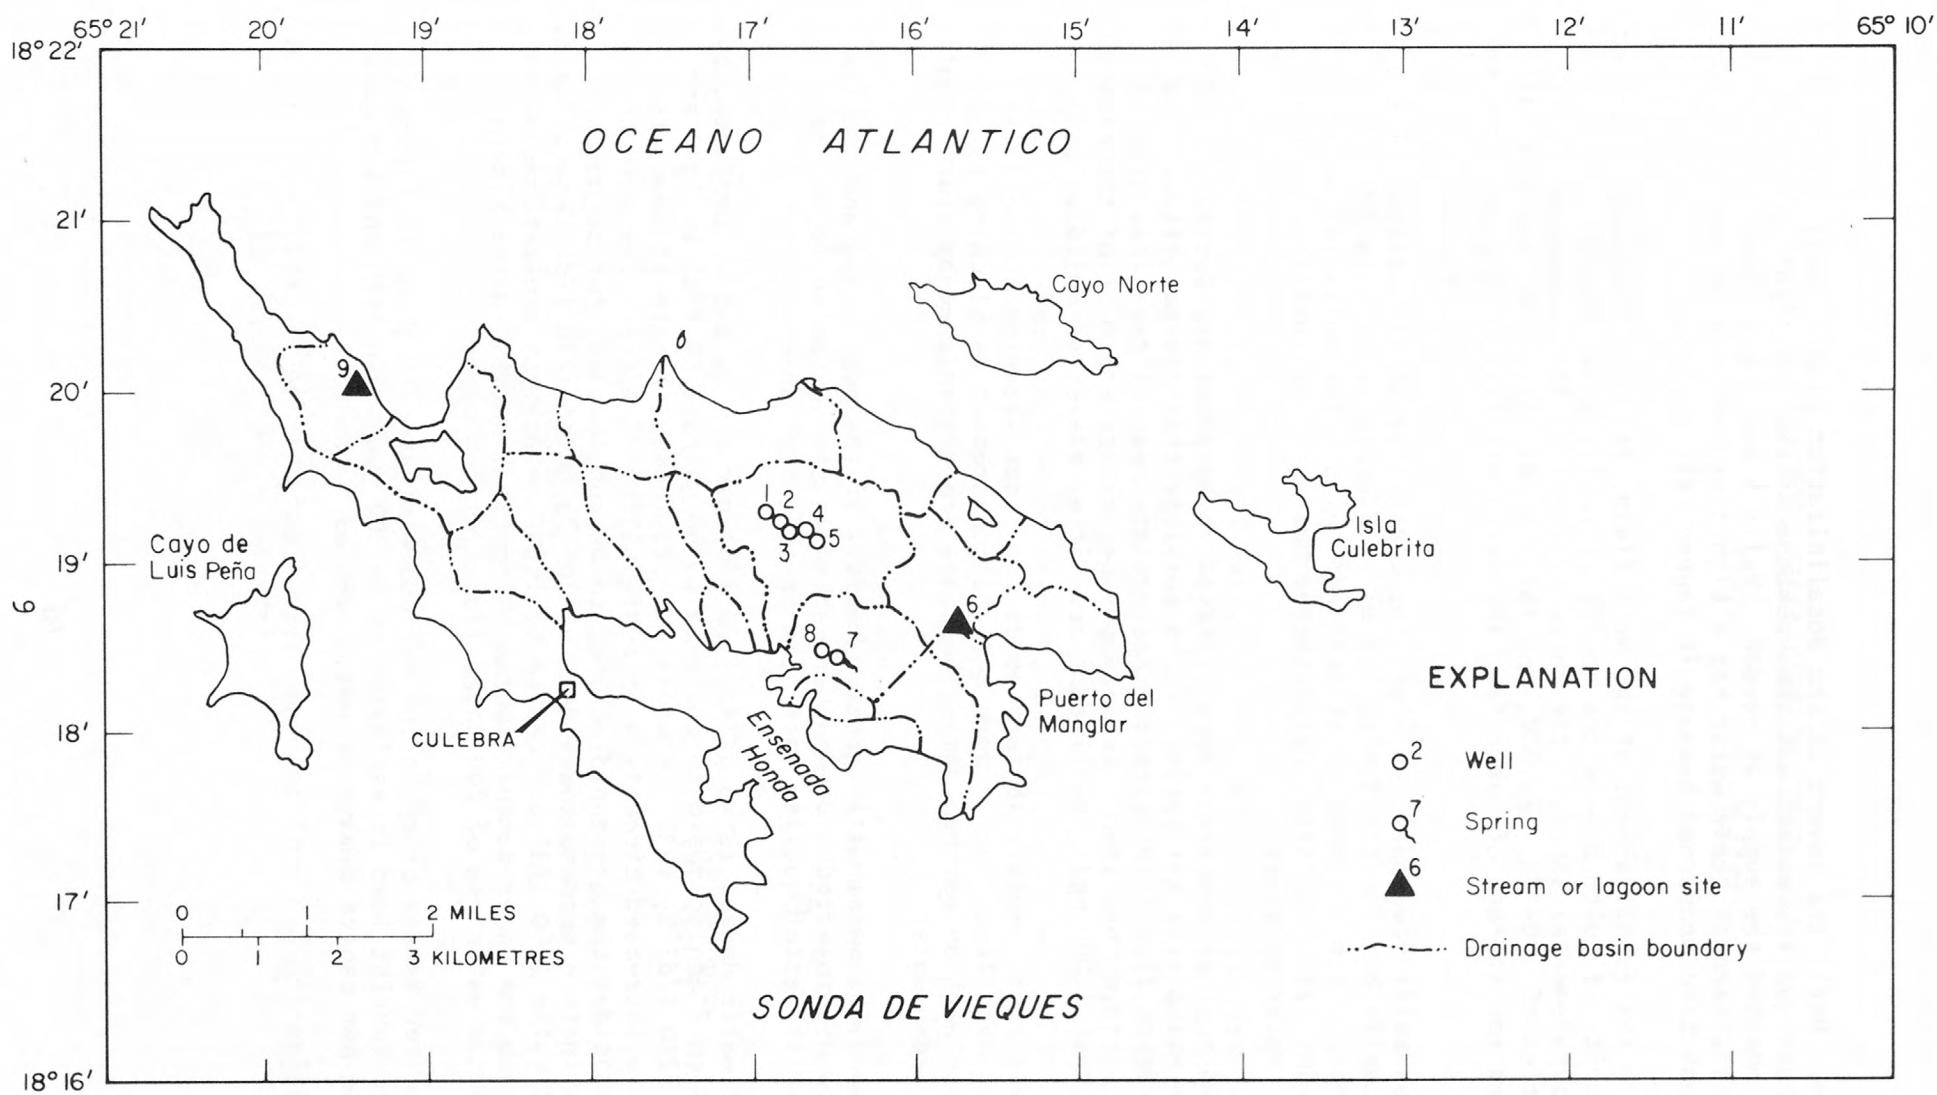 65° 21′ 20′ 19′ 18′ 17′ 16′ 15′ 14′ 13′ 12′ 11′ 65° 10′
18° 22′
OCEANO ATLANTICO
21′
Cayo Norte
9
20′
1
2
4
Isla
Culebrita
3
5
Cayo de
Luis Peña
19′
6
9
8
7
EXPLANATION
Puerto del
Manglar
18′
CULEBRA
Ensenada
Honda
2 Well
7 Spring
6 Stream or lagoon site
17′
0 1 2 MILES
Drainage basin boundary
0 1 2 3 KILOMETRES
SONDA DE VIEQUES
18° 16′